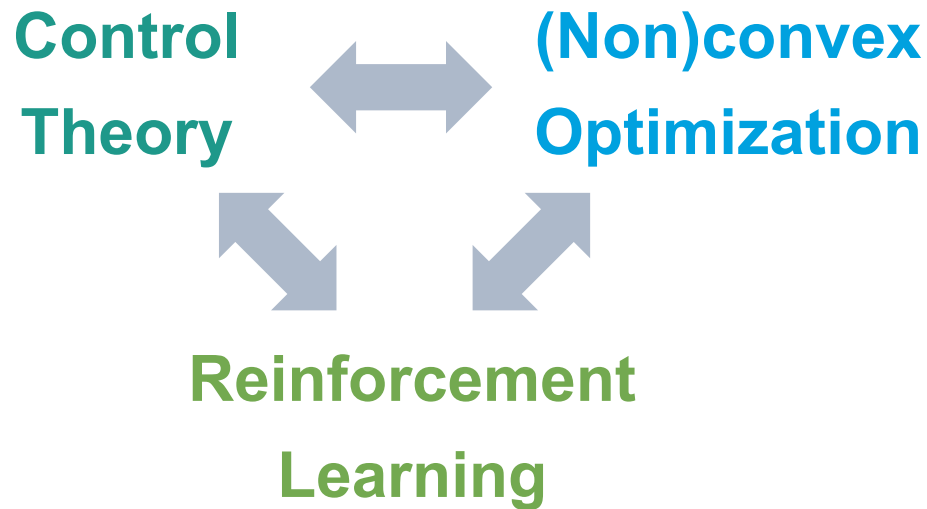 Control
Theory
(Non)convex
Optimization
Reinforcement
Learning